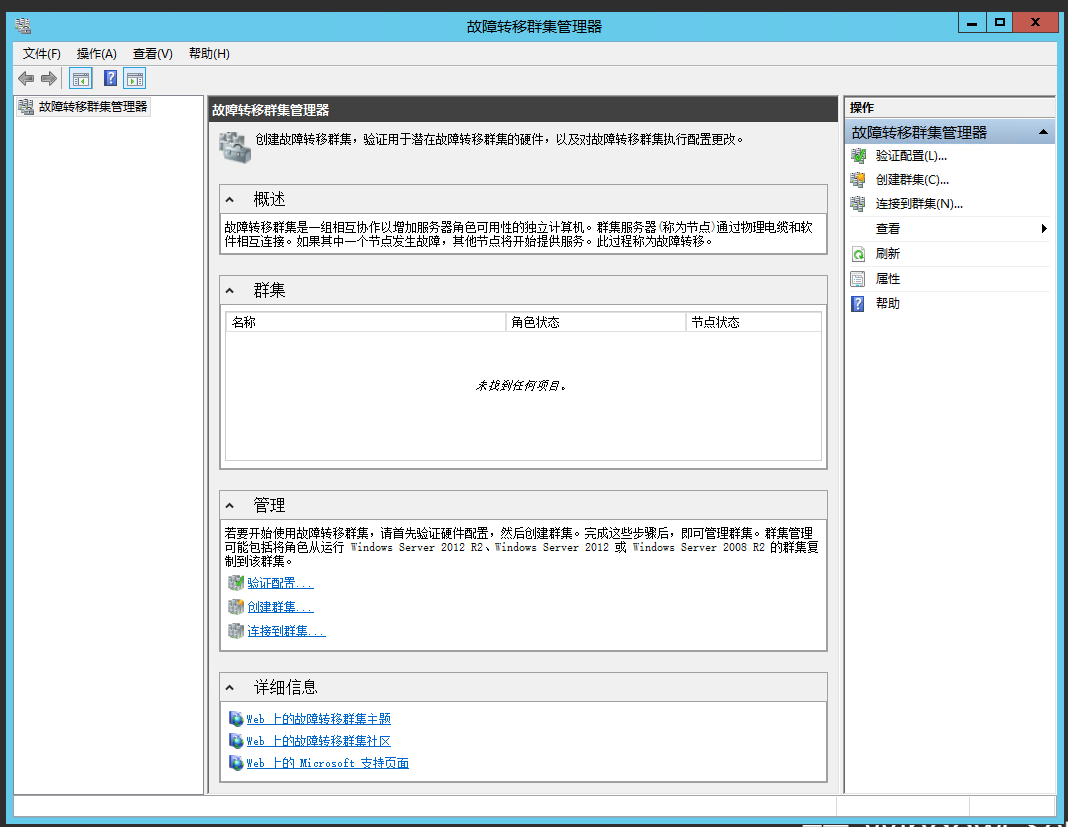 故障转移群集管理器
文件(F) 操作(A) 查看(V) 帮助(H)
故障转移群集管理器
故障转移群集管理器
创建故障转移群集，验证用于潜在故障转移群集的硬件，以及对故障转移群集执行配置更改。
概述
故障转移群集是一组相互协作以增加服务器角色可用性的独立计算机。群集服务器(称为节点)通过物理电缆和软
件相互连接。如果其中一个节点发生故障，其他节点将开始提供服务。此过程称为故障转移。
群集
名称 角色状态 节点状态
未找到任何项目。
管理
若要开始使用故障转移群集，请首先验证硬件配置，然后创建群集。完成这些步骤后，即可管理群集。群集管理
可能包括将角色从运行 Windows Server 2012 R2、Windows Server 2012 或 Windows Server 2008 R2 的群集复
制到该群集。
验证配置...
创建群集...
连接到群集...
详细信息
Web 上的故障转移群集主题
Web 上的故障转移群集社区
Web 上的 Microsoft 支持页面
操作
故障转移群集管理器
验证配置(L)...
创建群集(C)...
连接到群集(N)...
查看
刷新
属性
帮助